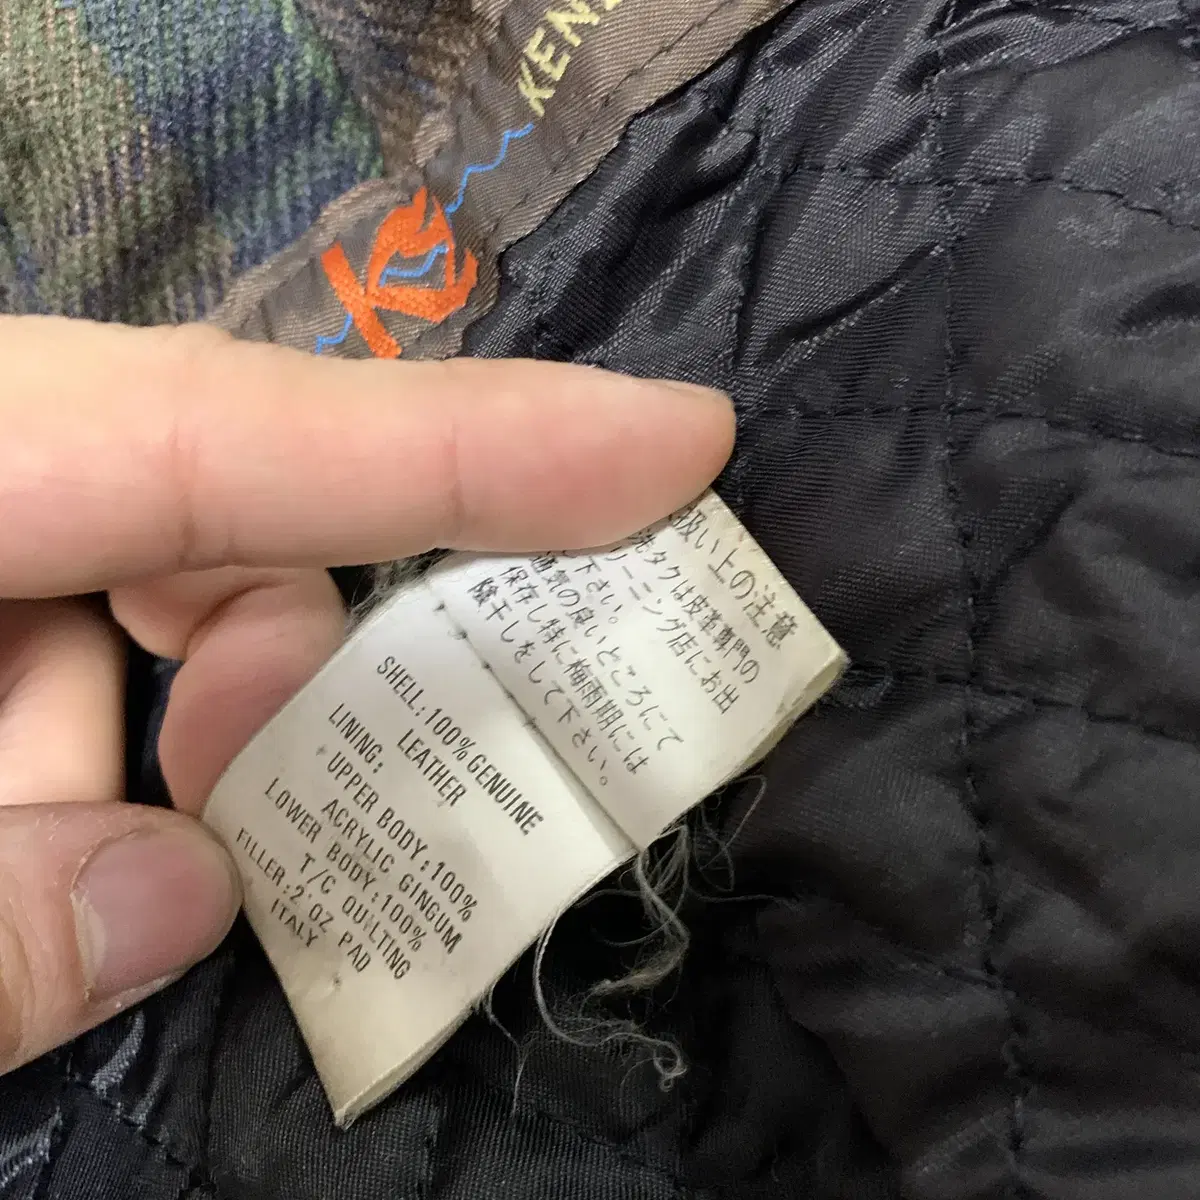 KEN
扱い上の注意
洗タクは皮革専門の
リーニング店にお出
下さい。
通気の良いところにて
保存し特に梅雨期には
陰干しをして下さい。
SHELL:100%GENUINE
LEATHER
LINING:
UPPER BODY:100%
ACRYLIC GINGUM
LOWER BODY:100%
T/C QUILTING
FILLER:2 OZ PAD
ITALY